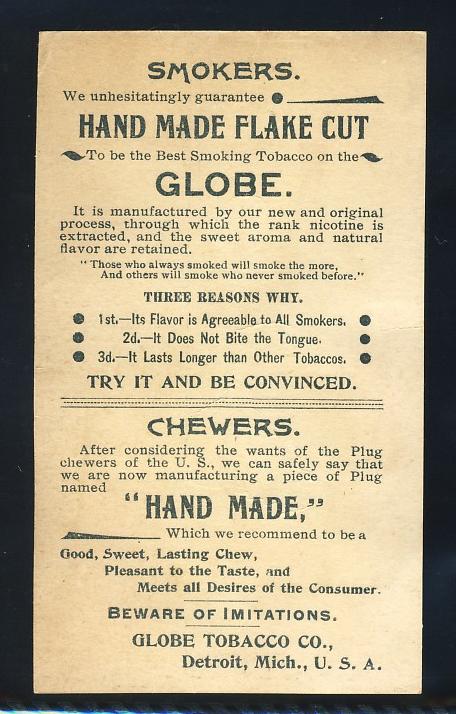 SMOKERS.
We unhesitatingly guarantee
HAND MADE FLAKE CUT
To be the Best Smoking Tobacco on the
GLOBE.
It is manufactured by our new and original
process, through which the rank nicotine is
extracted, and the sweet aroma and natural
flavor are retained.
"Those who always smoked will smoke the more,
And others will smoke who never smoked before."
THREE REASONS WHY.
1st.—Its Flavor is Agreeable to All Smokers.
2d.—It Does Not Bite the Tongue.
3d.—It Lasts Longer than Other Tobaccos.
TRY IT AND BE CONVINCED.
CHEWERS.
After considering the wants of the Plug
chewers of the U. S., we can safely say that
we are now manufacturing a piece of Plug
named
"HAND MADE,"
Which we recommend to be a
Good, Sweet, Lasting Chew,
Pleasant to the Taste, and
Meets all Desires of the Consumer.
BEWARE OF IMITATIONS.
GLOBE TOBACCO CO.,
Detroit, Mich., U. S. A.